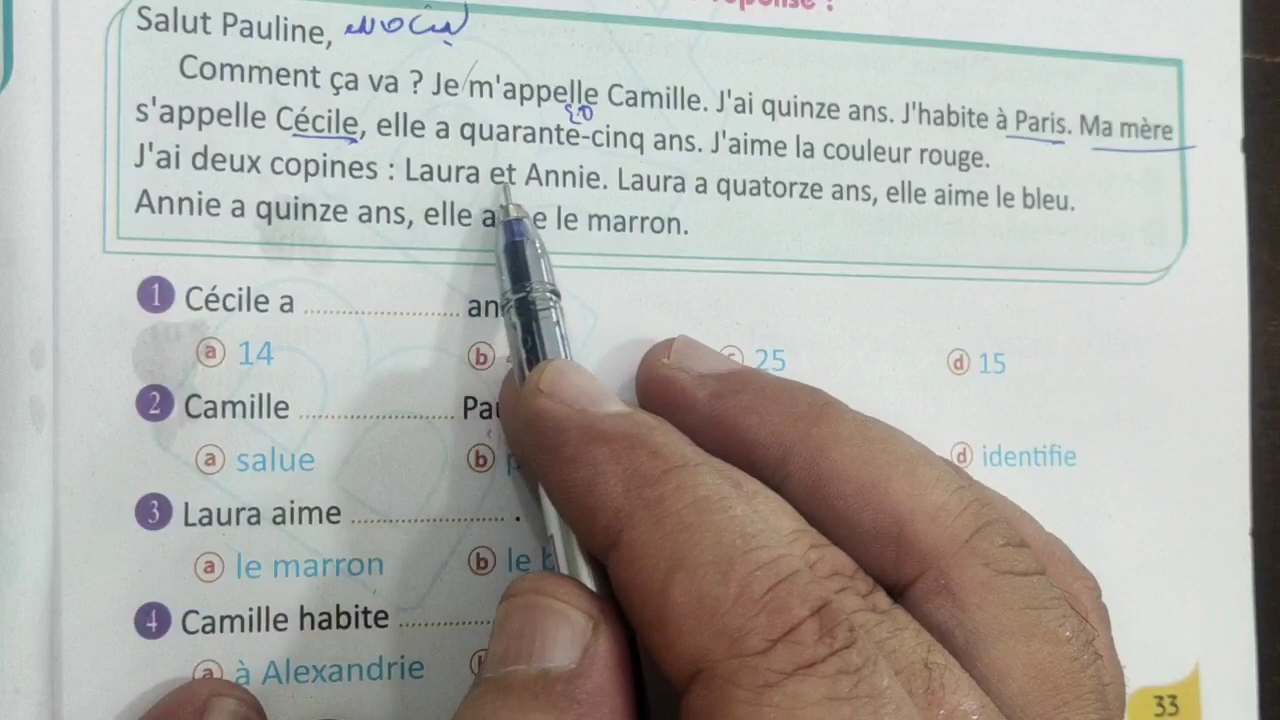 Salut Pauline,
Comment ça va ? Je m'appelle Camille. J'ai quinze ans. J'habite à Paris. Ma mère
s'appelle Cécile, elle a quarante-cinq ans. J'aime la couleur rouge.
٤٥
J'ai deux copines : Laura et Annie. Laura a quatorze ans, elle aime le bleu.
Annie a quinze ans, elle a e le marron.
1 Cécile a ........................ an
a 14 b c 25 d 15
2 Camille ........................ Pau
a salue b d identifie
3 Laura aime ........................ .
a le marron b le b
4 Camille habite ..............
a à Alexandrie
33